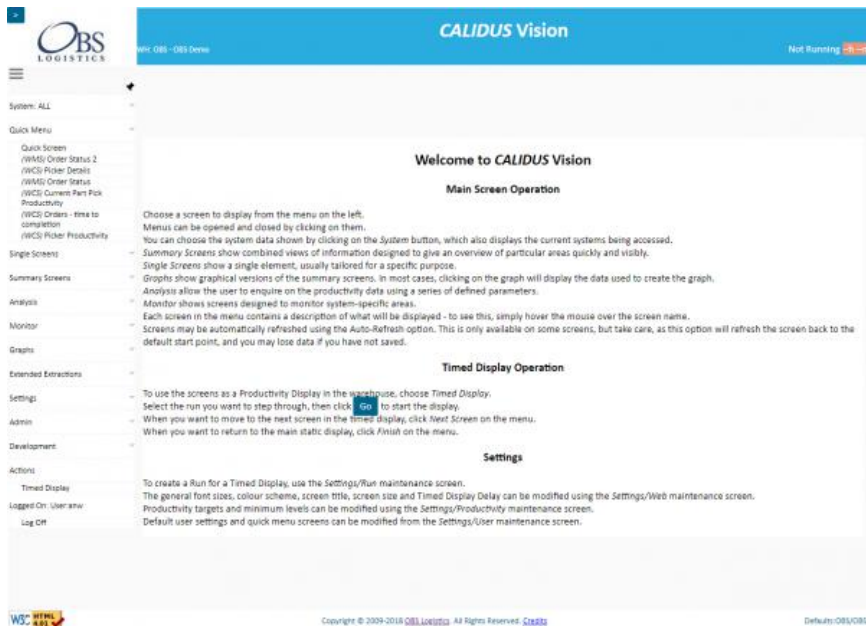 >
OBS
LOGISTICS
CALIDUS Vision
WH: OBS - OBS Demo
Not Running
System: ALL
Quick Menu
Quick Screen
(WMS) Order Status 2
(WCS) Picker Details
(WMS) Order Status
(WCS) Current Part Pick
Productivity
(WCS) Orders - time to
completion
(WCS) Picker Productivity
Single Screens
Summary Screens
Analysis
Monitor
Graphs
Extended Extractions
Settings
Admin
Development
Actions
Timed Display
Logged On: User:anw
Log Off
Welcome to CALIDUS Vision
Main Screen Operation
Choose a screen to display from the menu on the left.
Menus can be opened and closed by clicking on them.
You can choose the system data shown by clicking on the System button, which also displays the current systems being accessed.
Summary Screens show combined views of information designed to give an overview of particular areas quickly and visibly.
Single Screens show a single element, usually tailored for a specific purpose.
Graphs show graphical versions of the summary screens. In most cases, clicking on the graph will display the data used to create the graph.
Analysis allow the user to enquire on the productivity data using a series of defined parameters.
Monitor shows screens designed to monitor system-specific areas.
Each screen in the menu contains a description of what will be displayed - to see this, simply hover the mouse over the screen name.
Screens may be automatically refreshed using the Auto-Refresh option. This is only available on some screens, but take care, as this option will refresh the screen back to the
default start point, and you may lose data if you have not saved.
Timed Display Operation
To use the screens as a Productivity Display in the warehouse, choose Timed Display.
Select the run you want to step through, then click Go to start the display.
When you want to move to the next screen in the timed display, click Next Screen on the menu.
When you want to return to the main static display, click Finish on the menu.
Settings
To create a Run for a Timed Display, use the Settings/Run maintenance screen.
The general font sizes, colour scheme, screen title, screen size and Timed Display Delay can be modified using the Settings/Web maintenance screen.
Productivity targets and minimum levels can be modified using the Settings/Productivity maintenance screen.
Default user settings and quick menu screens can be modified from the Settings/User maintenance screen.
W3C HTML 4.01
Copyright © 2009-2016 OBS Logistics. All Rights Reserved. Credits
Defaults:OBS/OBS